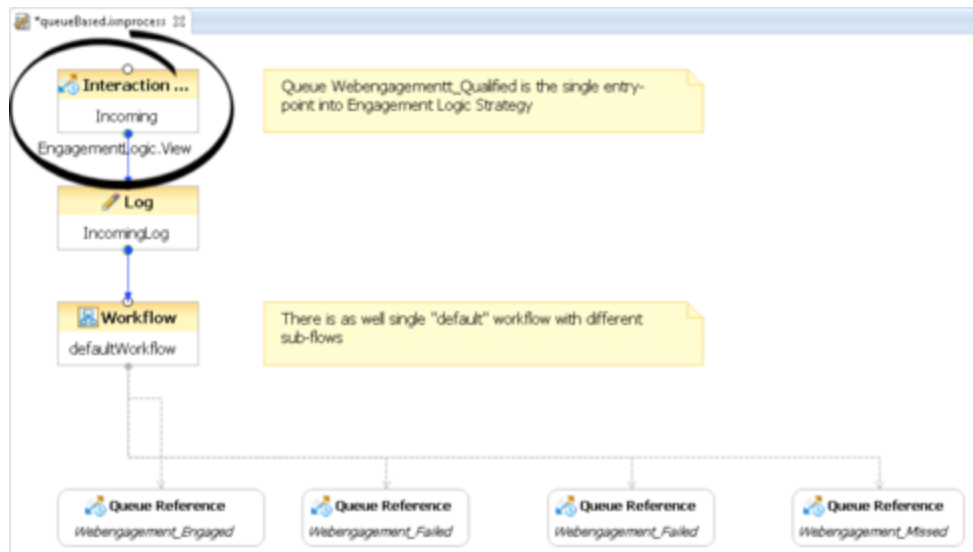 *queueBased.ixnprocess
Interaction ...
Incoming
EngagementLogic.View
Queue Webengagementt_Qualified is the single entry-
point into Engagement Logic Strategy
Log
IncomingLog
Workflow
defaultWorkflow
There is as well single "default" workflow with different
sub-flows
Queue Reference
Webengagement_Engaged
Queue Reference
Webengagement_Failed
Queue Reference
Webengagement_Failed
Queue Reference
Webengagement_Missed